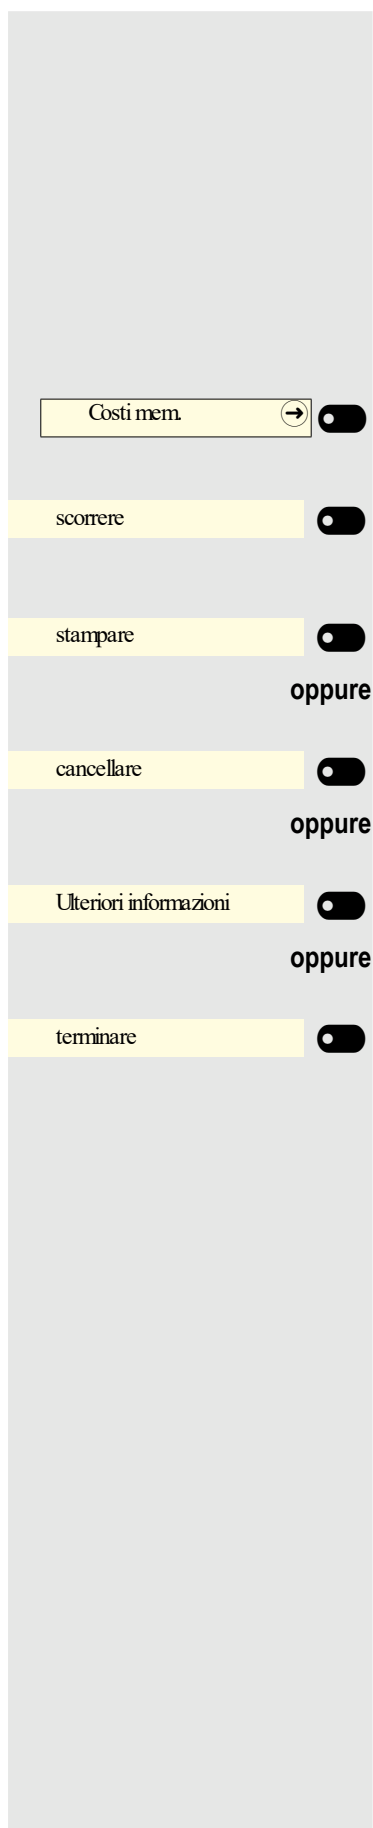 Costi mem.
scorrere
stampare
oppure
cancellare
oppure
Ulteriori informazioni
oppure
terminare